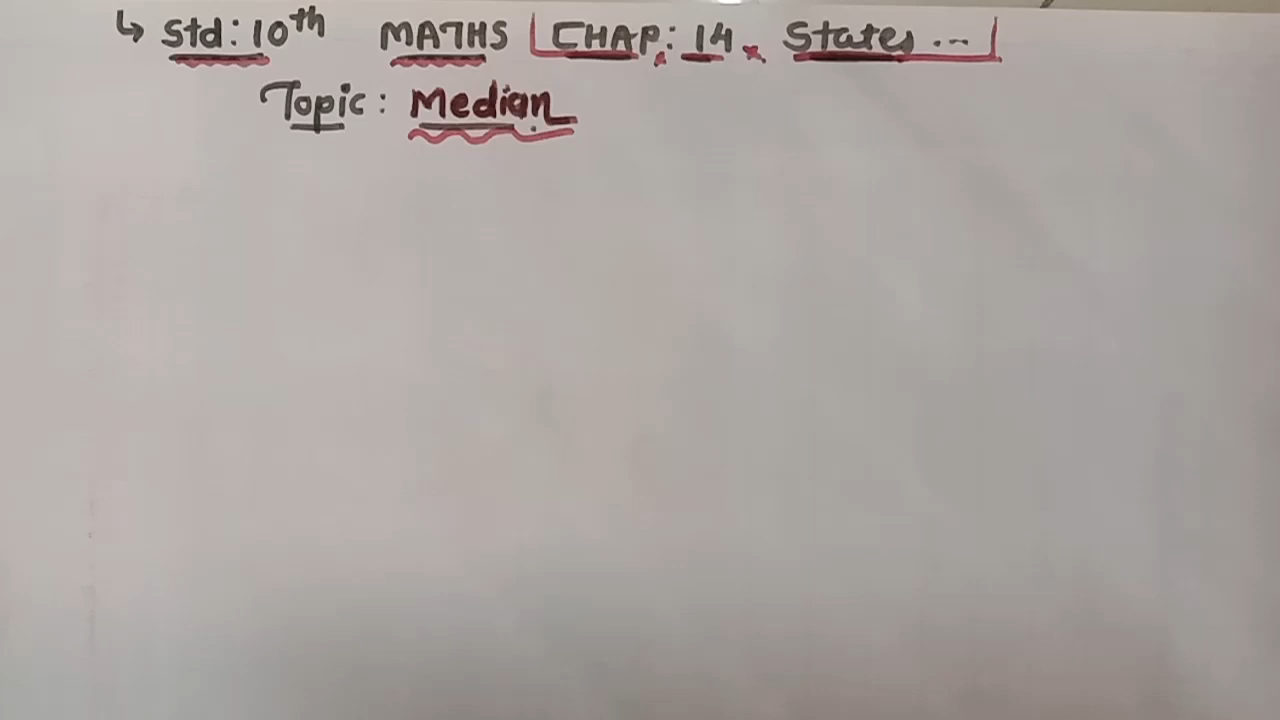 ↳ Std: 10th MATHS CHAP: 14 States ...
Topic: Median